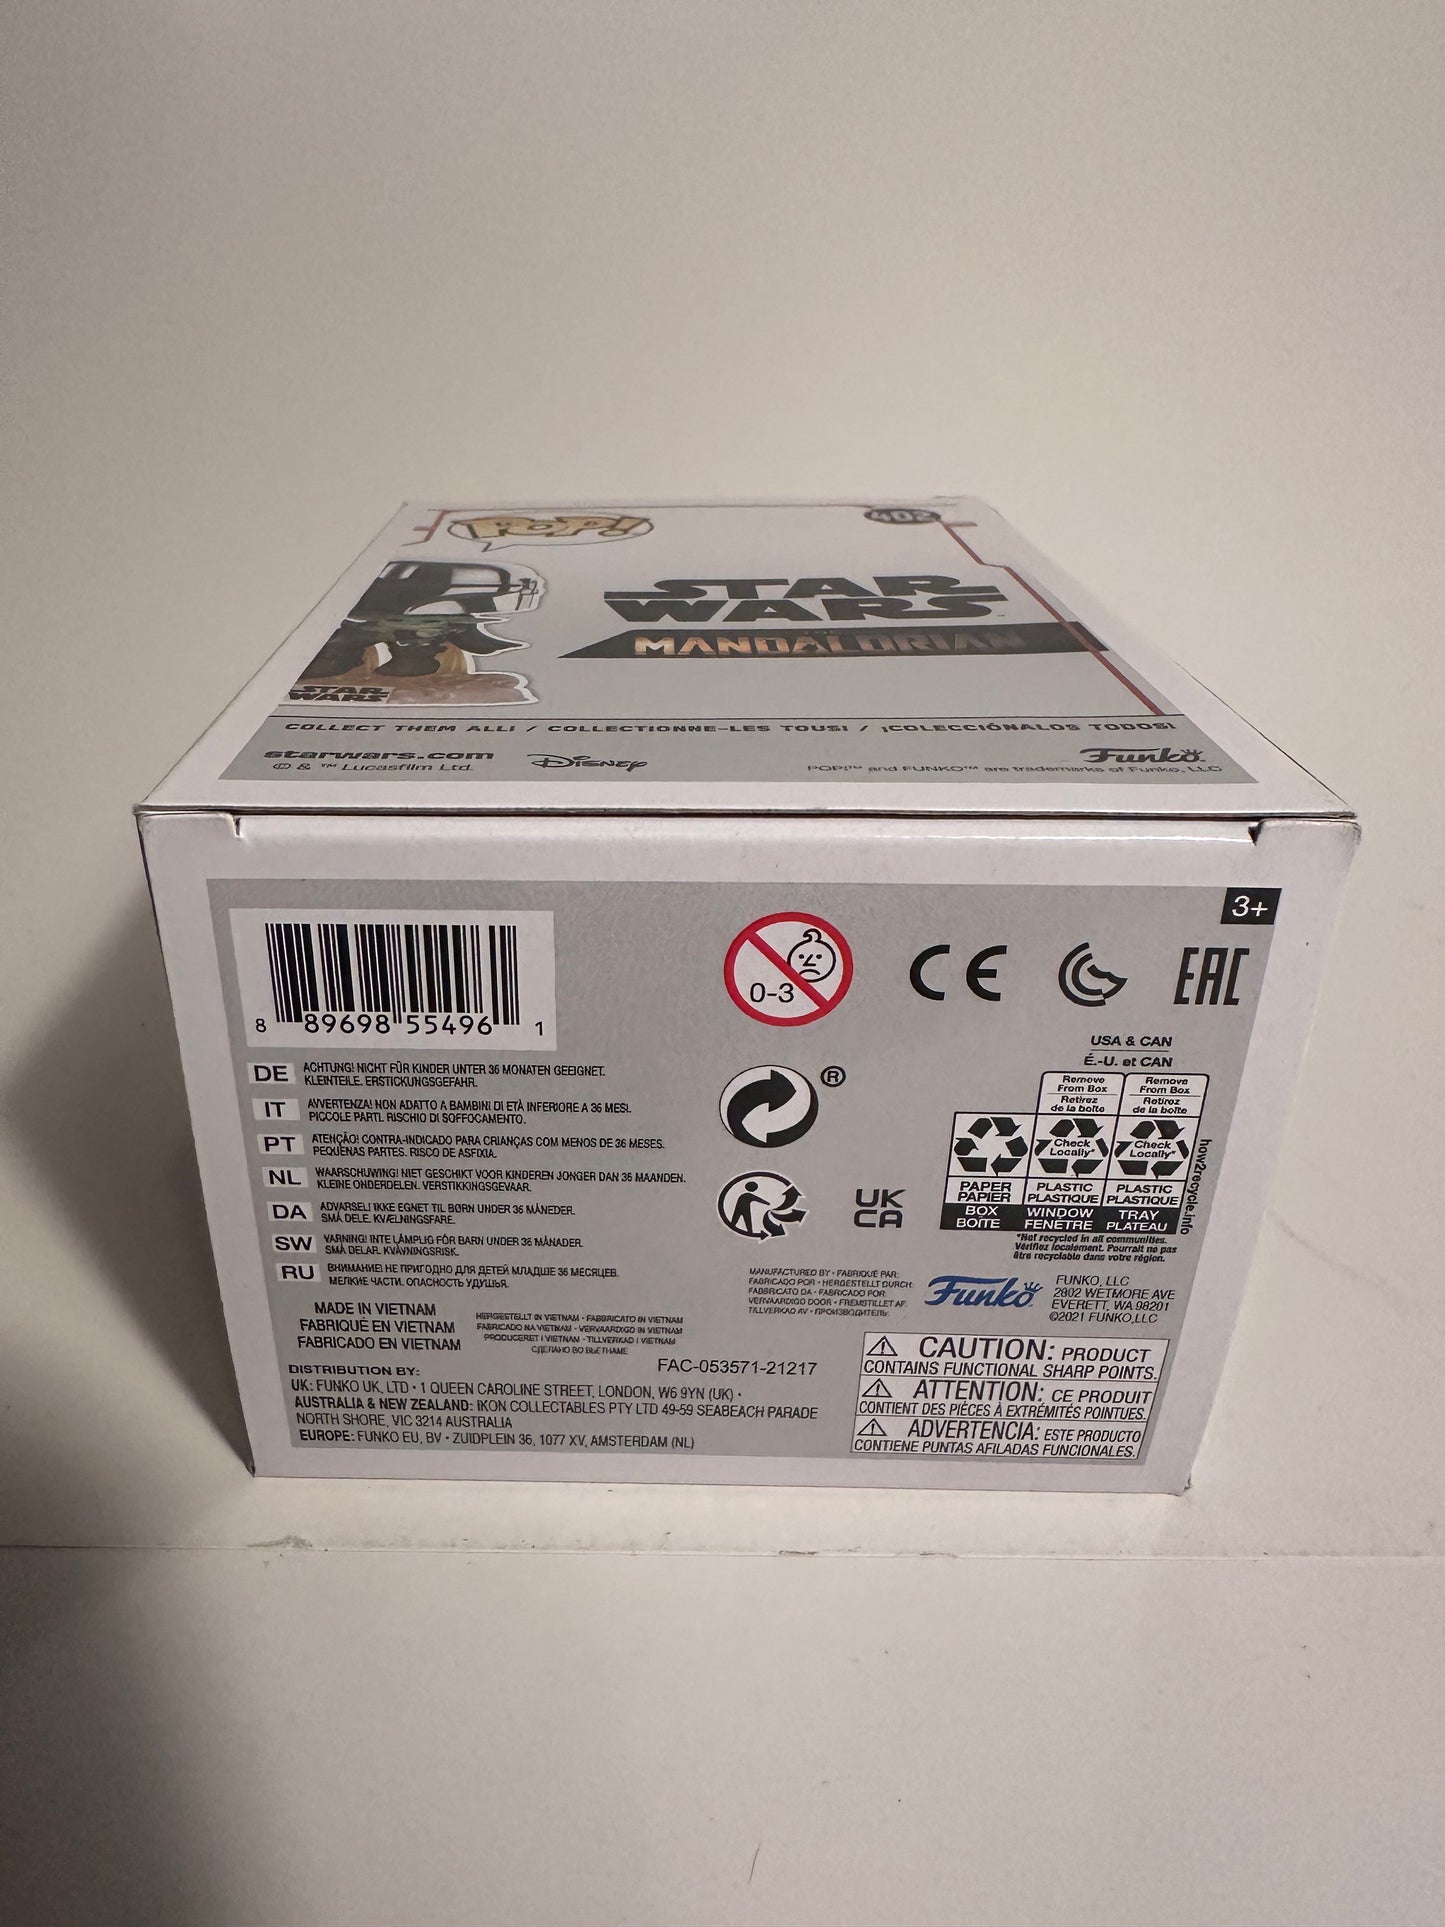 POP!
402
STAR
WARS
THE
MANDALORIAN
STAR
WARS
COLLECT THEM ALL! / COLLECTIONNE-LES TOUS! / ¡COLECCIÓNALOS TODOS!
starwars.com
© & ™ Lucasfilm Ltd.
Disney
Funko
POP!™ and FUNKO™ are trademarks of Funko, LLC
3+
8 89698 55496 1
0-3
CE
EAC
DE ACHTUNG! NICHT FÜR KINDER UNTER 36 MONATEN GEEIGNET.
KLEINTEILE. ERSTICKUNGSGEFAHR.
IT AVVERTENZA! NON ADATTO A BAMBINI DI ETÀ INFERIORE A 36 MESI.
PICCOLE PARTI. RISCHIO DI SOFFOCAMENTO.
PT ATENÇÃO! CONTRA-INDICADO PARA CRIANÇAS COM MENOS DE 36 MESES.
PEQUENAS PARTES. RISCO DE ASFIXIA.
NL WAARSCHUWING! NIET GESCHIKT VOOR KINDEREN JONGER DAN 36 MAANDEN.
KLEINE ONDERDELEN. VERSTIKKINGSGEVAAR.
DA ADVARSEL! IKKE EGNET TIL BØRN UNDER 36 MÅNEDER.
SMÅ DELE. KVÆLNINGSFARE.
SW VARNING! INTE LÄMPLIG FÖR BARN UNDER 36 MÅNADER.
SMÅ DELAR. KVÄVNINGSRISK.
RU ВНИМАНИЕ! НЕ ПРИГОДНО ДЛЯ ДЕТЕЙ МЛАДШЕ 36 МЕСЯЦЕВ.
МЕЛКИЕ ЧАСТИ. ОПАСНОСТЬ УДУШЬЯ.
MADE IN VIETNAM
FABRIQUÉ EN VIETNAM
FABRICADO EN VIETNAM
HERGESTELLT IN VIETNAM • FABBRICATO IN VIETNAM
FABRICADO NA VIETNAM • VERVAARDIGD IN VIETNAM
PRODUCERET I VIETNAM • TILLVERKAD I VIETNAM
СДЕЛАНО ВО ВЬЕТНАМЕ
FAC-053571-21217
DISTRIBUTION BY:
UK: FUNKO UK, LTD • 1 QUEEN CAROLINE STREET, LONDON, W6 9YN (UK) •
AUSTRALIA & NEW ZEALAND: IKON COLLECTABLES PTY LTD 49-59 SEABEACH PARADE
NORTH SHORE, VIC 3214 AUSTRALIA
EUROPE: FUNKO EU, BV • ZUIDPLEIN 36, 1077 XV, AMSTERDAM (NL)
®
UK
CA
USA & CAN
É.-U. et CAN
Remove
From Box
Retirez
de la boîte
Remove
From Box
Retirez
de la boîte
Check
Locally*
Check
Locally*
PAPER
PAPIER
PLASTIC
PLASTIQUE
PLASTIC
PLASTIQUE
BOX
BOÎTE
WINDOW
FENÊTRE
TRAY
PLATEAU
how2recycle.info
*Not recycled in all communities.
Vérifiez localement. Pourrait ne pas
être recyclable dans votre région.
MANUFACTURED BY • FABRIQUÉ PAR:
FABRICADO POR • HERGESTELLT DURCH:
FABBRICATO DA • FABRICADO POR
VERVAARDIGD DOOR • FREMSTILLET AF:
TILLVERKAD AV • ПРОИЗВОДИТЕЛЬ:
Funko
FUNKO, LLC
2802 WETMORE AVE
EVERETT, WA 98201
©2021 FUNKO,LLC
CAUTION: PRODUCT
CONTAINS FUNCTIONAL SHARP POINTS.
ATTENTION: CE PRODUIT
CONTIENT DES PIÈCES À EXTRÉMITÉS POINTUES.
ADVERTENCIA: ESTE PRODUCTO
CONTIENE PUNTAS AFILADAS FUNCIONALES.